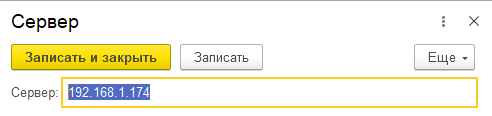 Сервер
Записать и закрыть Записать Еще
Сервер: 192.168.1.174